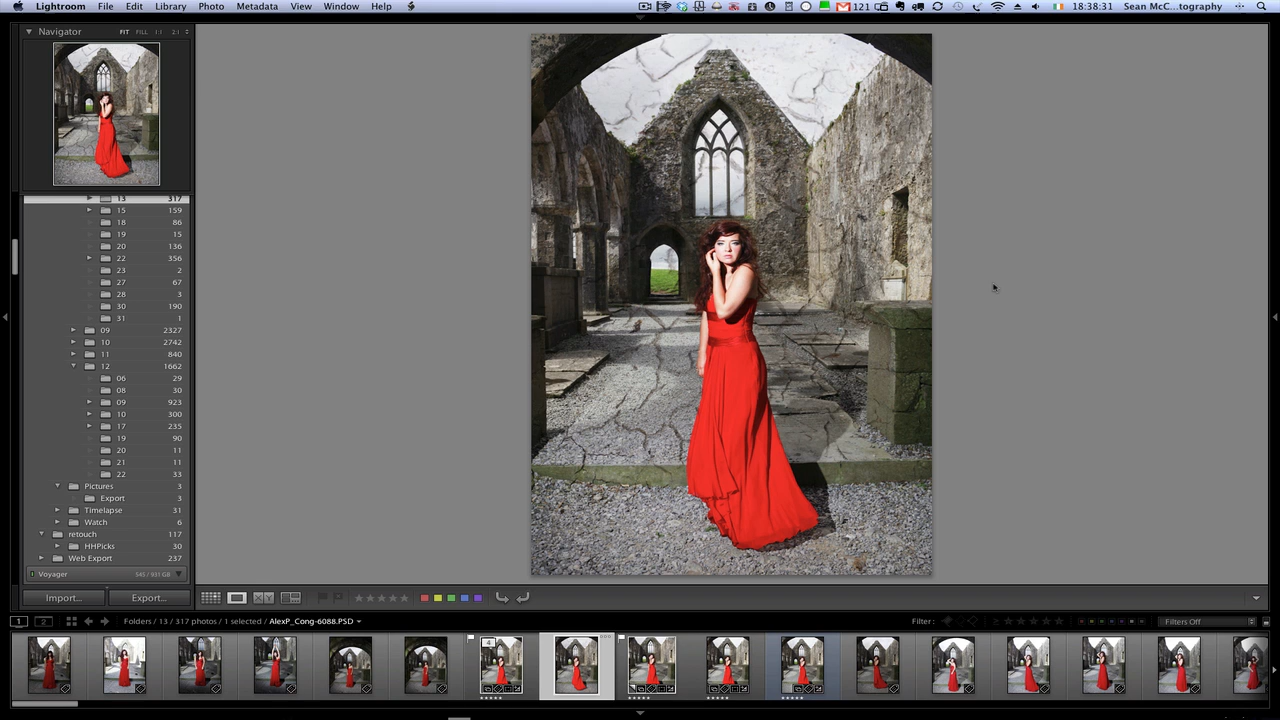 Lightroom File Edit Library Photo Metadata View Window Help 121 18:38:31 Sean McC...tography
Navigator FIT FILL 1:1 2:1
13 317
15 159
18 86
19 15
20 136
22 356
23 2
27 67
28 3
30 190
31 1
09 2327
10 2742
11 840
12 1662
06 29
08 30
09 923
10 300
17 235
19 90
20 11
21 11
22 33
Pictures 3
Export 3
Timelapse 31
Watch 6
retouch 117
HHPicks 30
Web Export 237
Voyager 545 / 931 GB
Import... Export...
X Y
1 2 Folders / 13 / 317 photos / 1 selected / AlexP_Cong-6088.PSD Filter : Filters Off
4